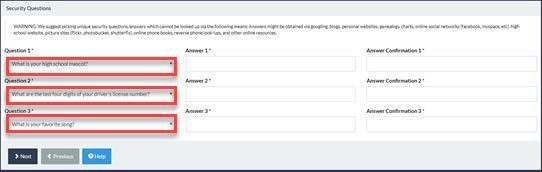 Security Questions
WARNING: We suggest picking unique security questions/answers which cannot be looked up via the following means: Answers might be obtained via googling, blogs, personal websites, genealogy charts, online social networks (facebook, myspace, etc), high
school website, picture sites (flickr, photobucket, shutterfly), online phone books, reverse phone look-ups, and other online resources.
Question 1 * Answer 1 * Answer Confirmation 1 *
What is your high school mascot?
Question 2 * Answer 2 * Answer Confirmation 2 *
What are the last four digits of your driver's license number?
Question 3 * Answer 3 * Answer Confirmation 3 *
What is your favorite song?
Next Previous Help